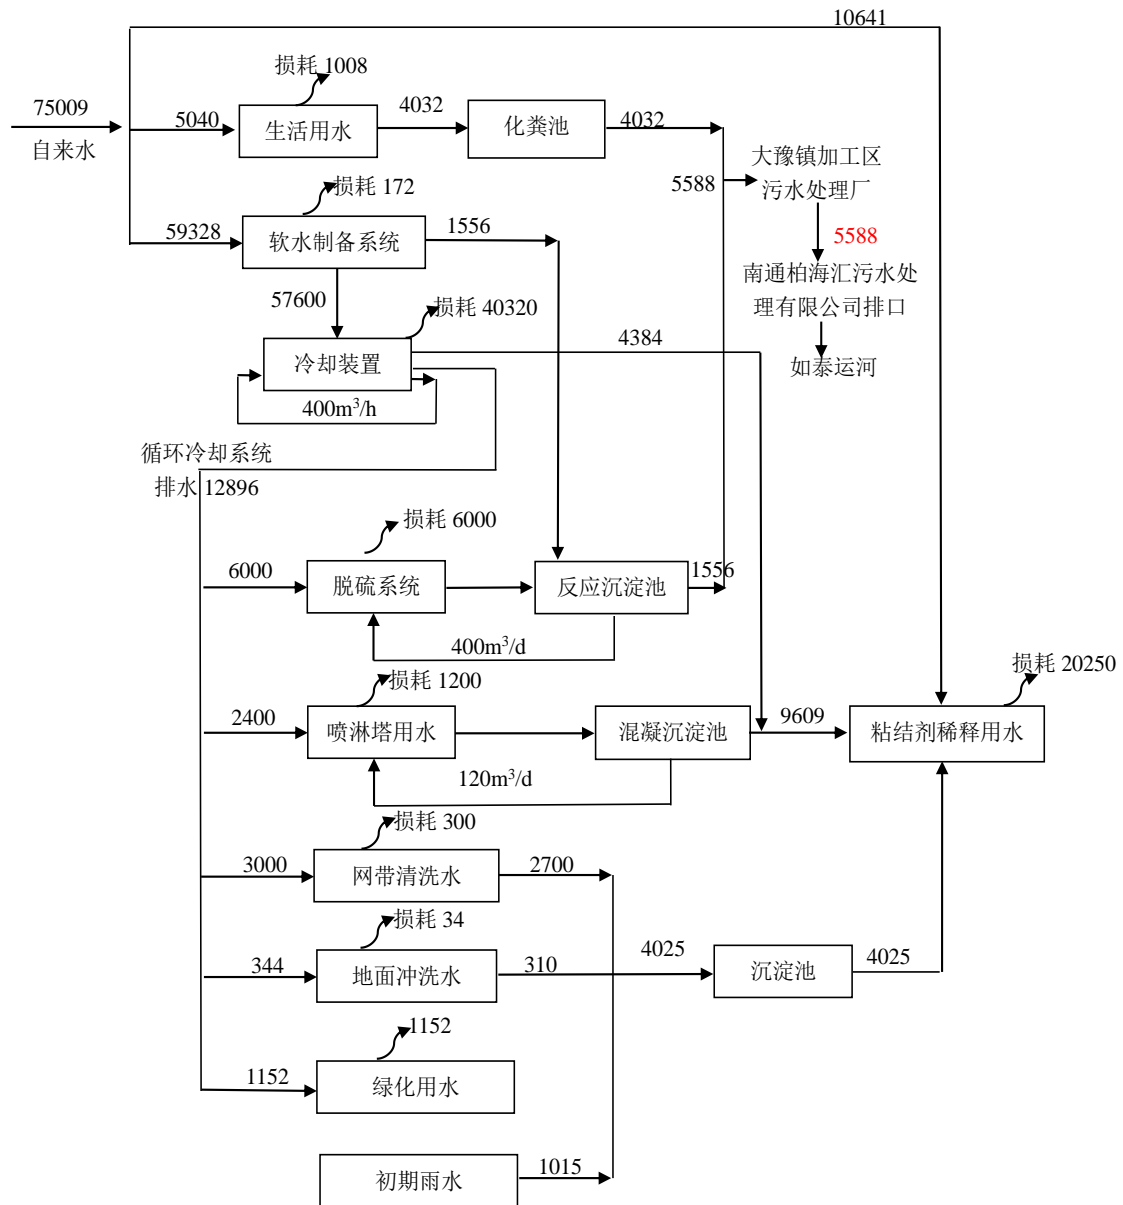 10641
损耗 1008
75009
自来水
5040
生活用水
4032
化粪池
4032
大豫镇加工区
污水处理厂
5588
损耗 172
59328
软水制备系统
1556
5588
南通柏海汇污水处
理有限公司排口
57600
损耗 40320
冷却装置
4384
如泰运河
400m³/h
循环冷却系统
排水 12896
损耗 6000
6000
脱硫系统
反应沉淀池
1556
400m³/d
损耗 20250
损耗 1200
2400
喷淋塔用水
混凝沉淀池
9609
粘结剂稀释用水
120m³/d
损耗 300
3000
网带清洗水
2700
损耗 34
344
地面冲洗水
310
4025
沉淀池
4025
1152
1152
绿化用水
初期雨水
1015